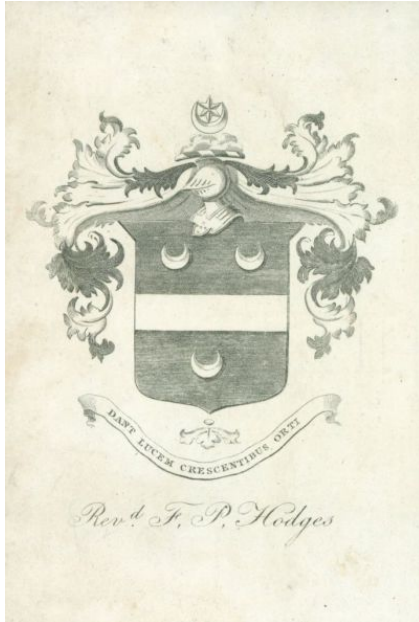 DANT LUCEM CRESCENTIBUS ORTI
Revd. F. P. Hodges